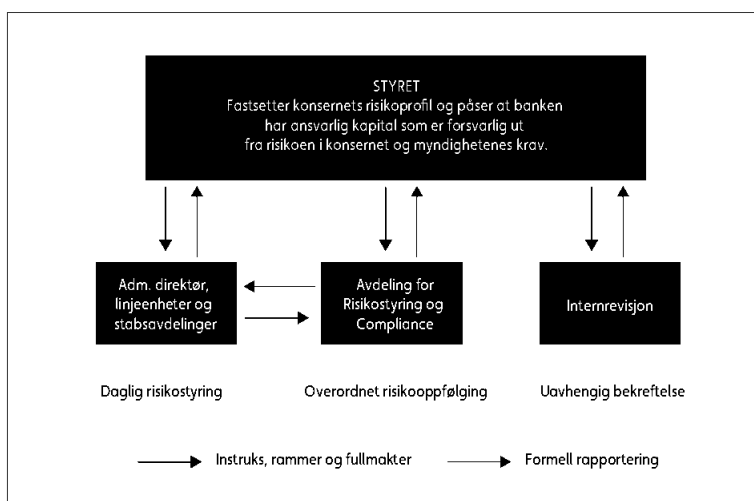 STYRET
Fastsetter konsernets risikoprofil og påser at banken
har ansvarlig kapital som er forsvarlig ut
fra risikoen i konsernet og myndighetenes krav.
Adm. direktør,
linjeenheter og
stabsavdelinger
Avdeling for
Risikostyring og
Compliance
Internrevisjon
Daglig risikostyring
Overordnet risikooppfølging
Uavhengig bekreftelse
Instruks, rammer og fullmakter
Formell rapportering